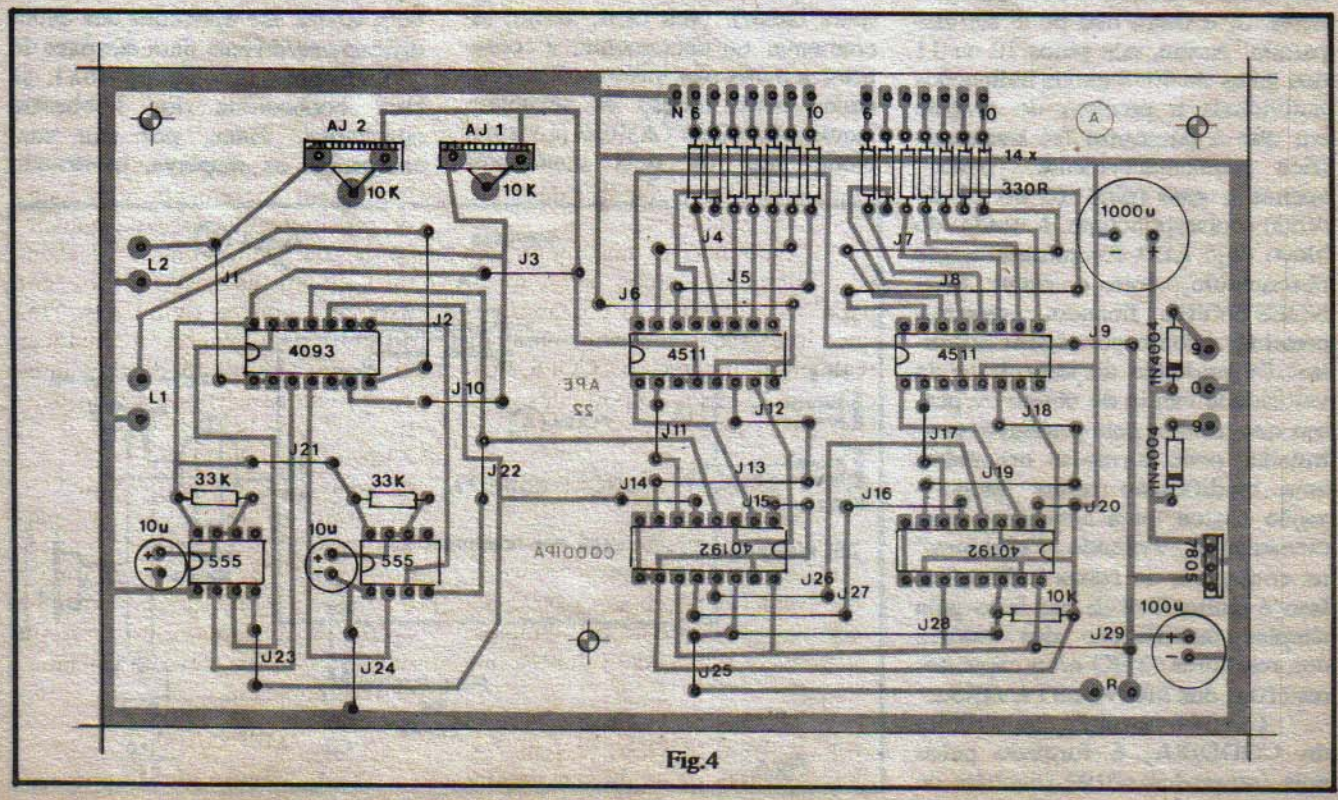 N 6 10 6 10 A
AJ 2 AJ 1
14 x
10K 10K 330R
1000u
- +
L2 J1 J3 J4 J5 J6 J7 J8
J2 4093 4511 4511 J9 1N4004 9
0
L1 J10 APE
22
J12 J18 9
J11 J17
J21 J22 J13 J19 1N4004
33K 33K J14 J15 J16 J20
10u 10u
+ 555 + 555 CODDIPA 40192 40192 7805
- -
J26
J27 10K 100u
J28 J29 +
-
J23 J24 J25 R
Fig.4